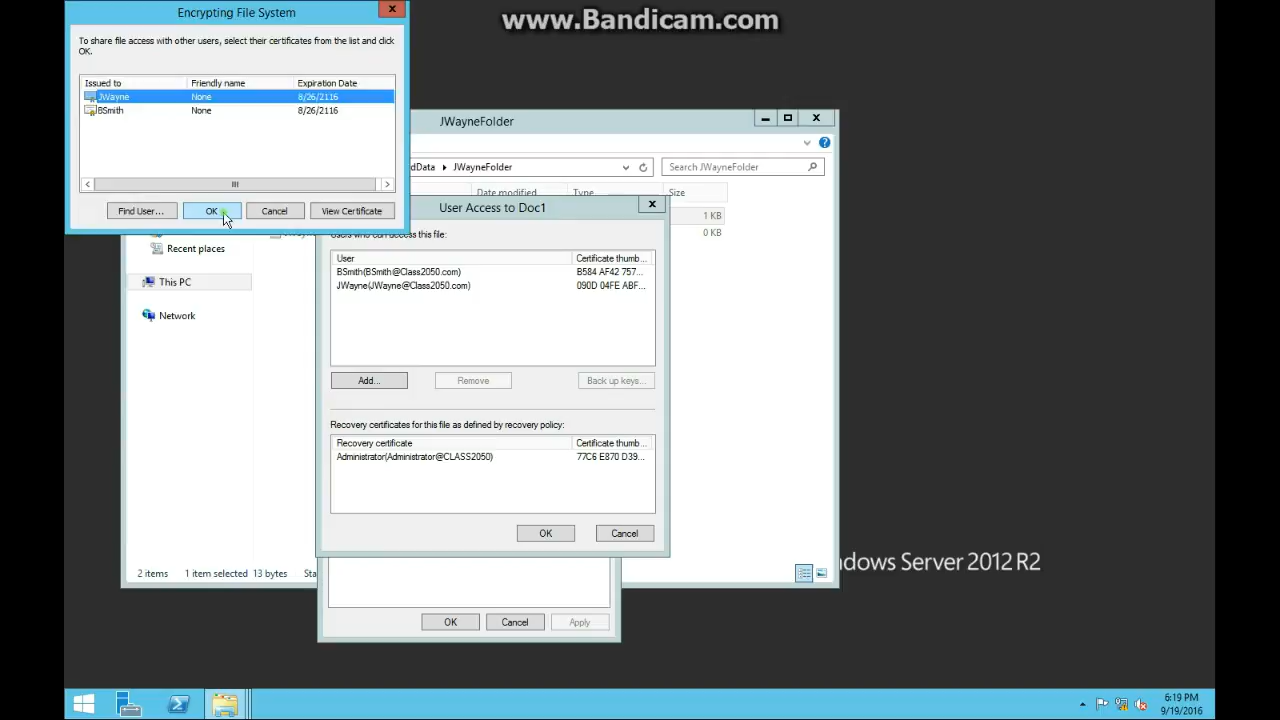 www.Bandicam.com
Encrypting File System
To share file access with other users, select their certificates from the list and click
OK.
Issued to Friendly name Expiration Date
JWayne None 8/26/2116
BSmith None 8/26/2116
Find User... OK Cancel View Certificate
JWayneFolder
JWayneFolder Search JWayneFolder
Date modified Type Size
1 KB
0 KB
Recent places
This PC
Network
2 items 1 item selected 13 bytes
User Access to Doc1
Users who can access this file:
User Certificate thumb...
BSmith(BSmith@Class2050.com) B584 AF42 757...
JWayne(JWayne@Class2050.com) 090D 04FE ABF...
Add... Remove Back up keys...
Recovery certificates for this file as defined by recovery policy:
Recovery certificate Certificate thumb...
Administrator(Administrator@CLASS2050) 77C6 E870 D39...
OK Cancel
OK Cancel Apply
Server 2012 R2
6:19 PM
9/19/2016